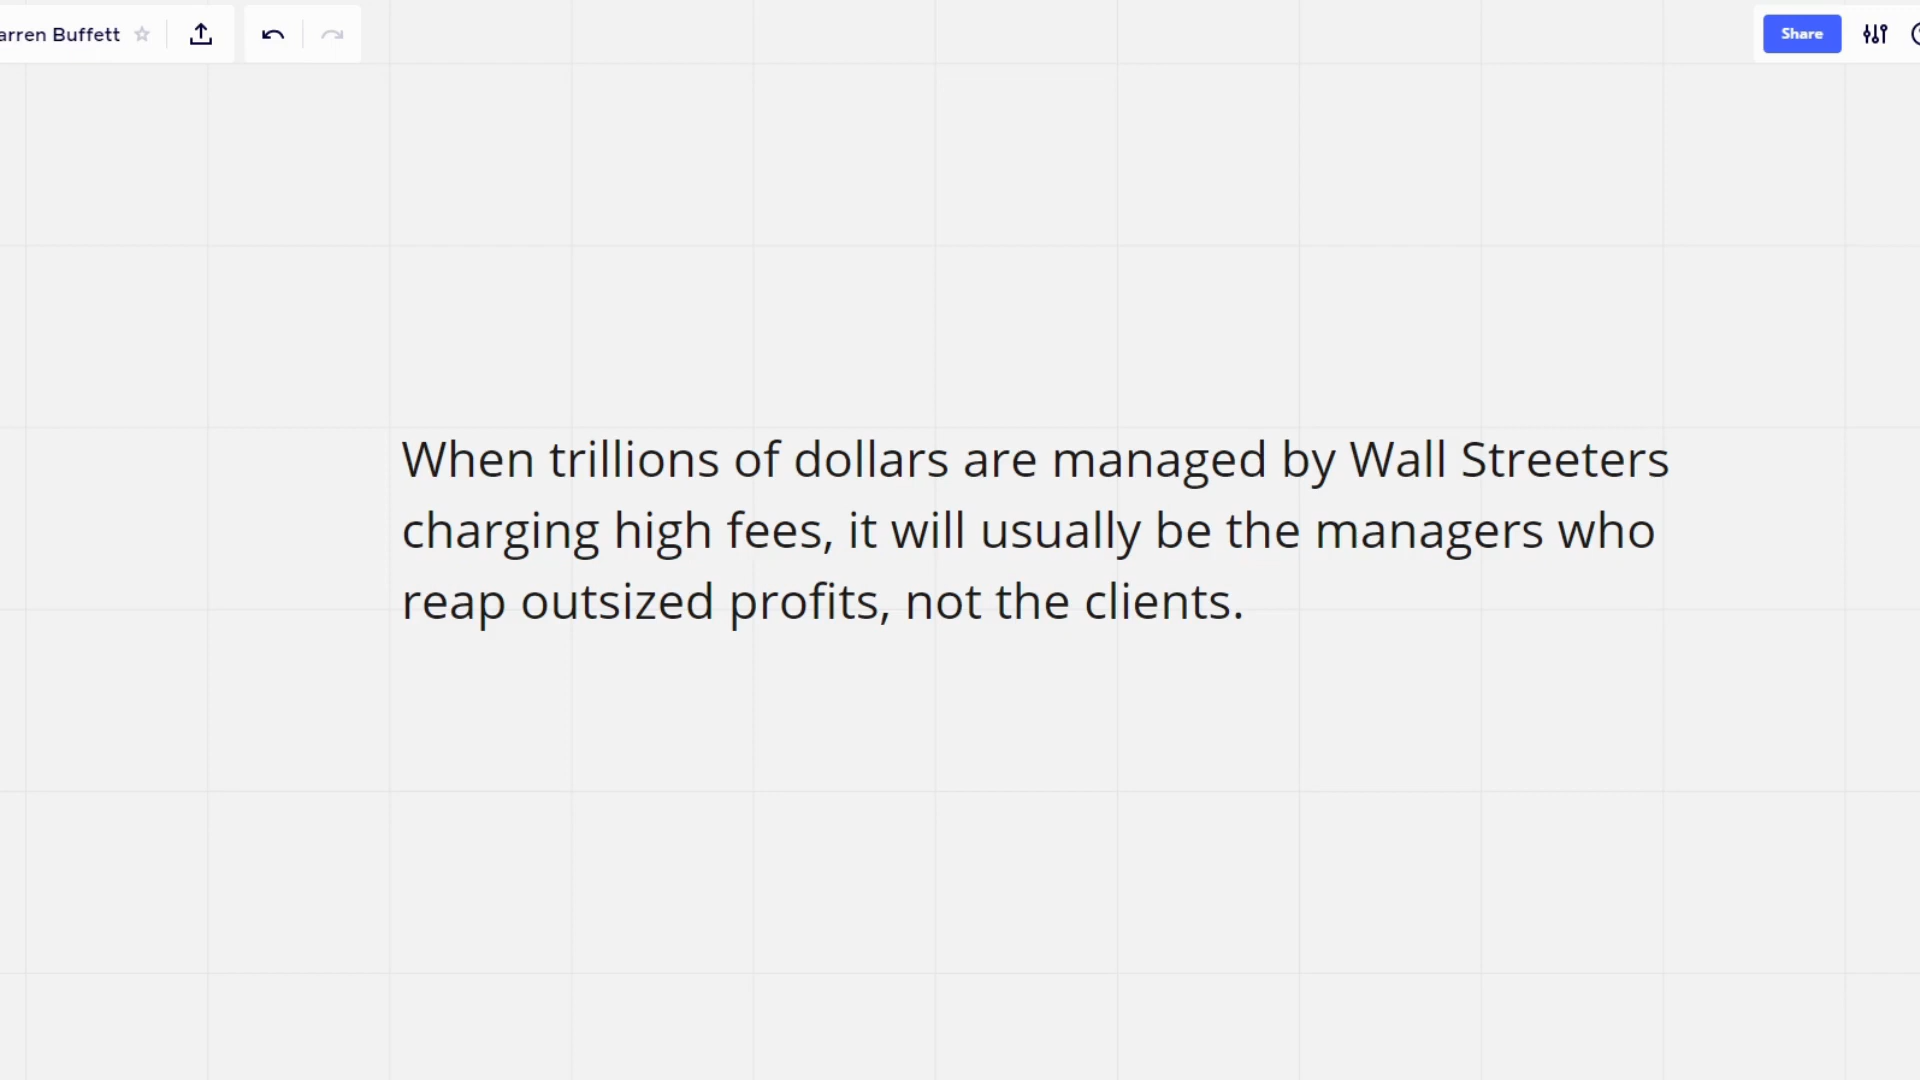 arren Buffett
Share
When trillions of dollars are managed by Wall Streeters
charging high fees, it will usually be the managers who
reap outsized profits, not the clients.